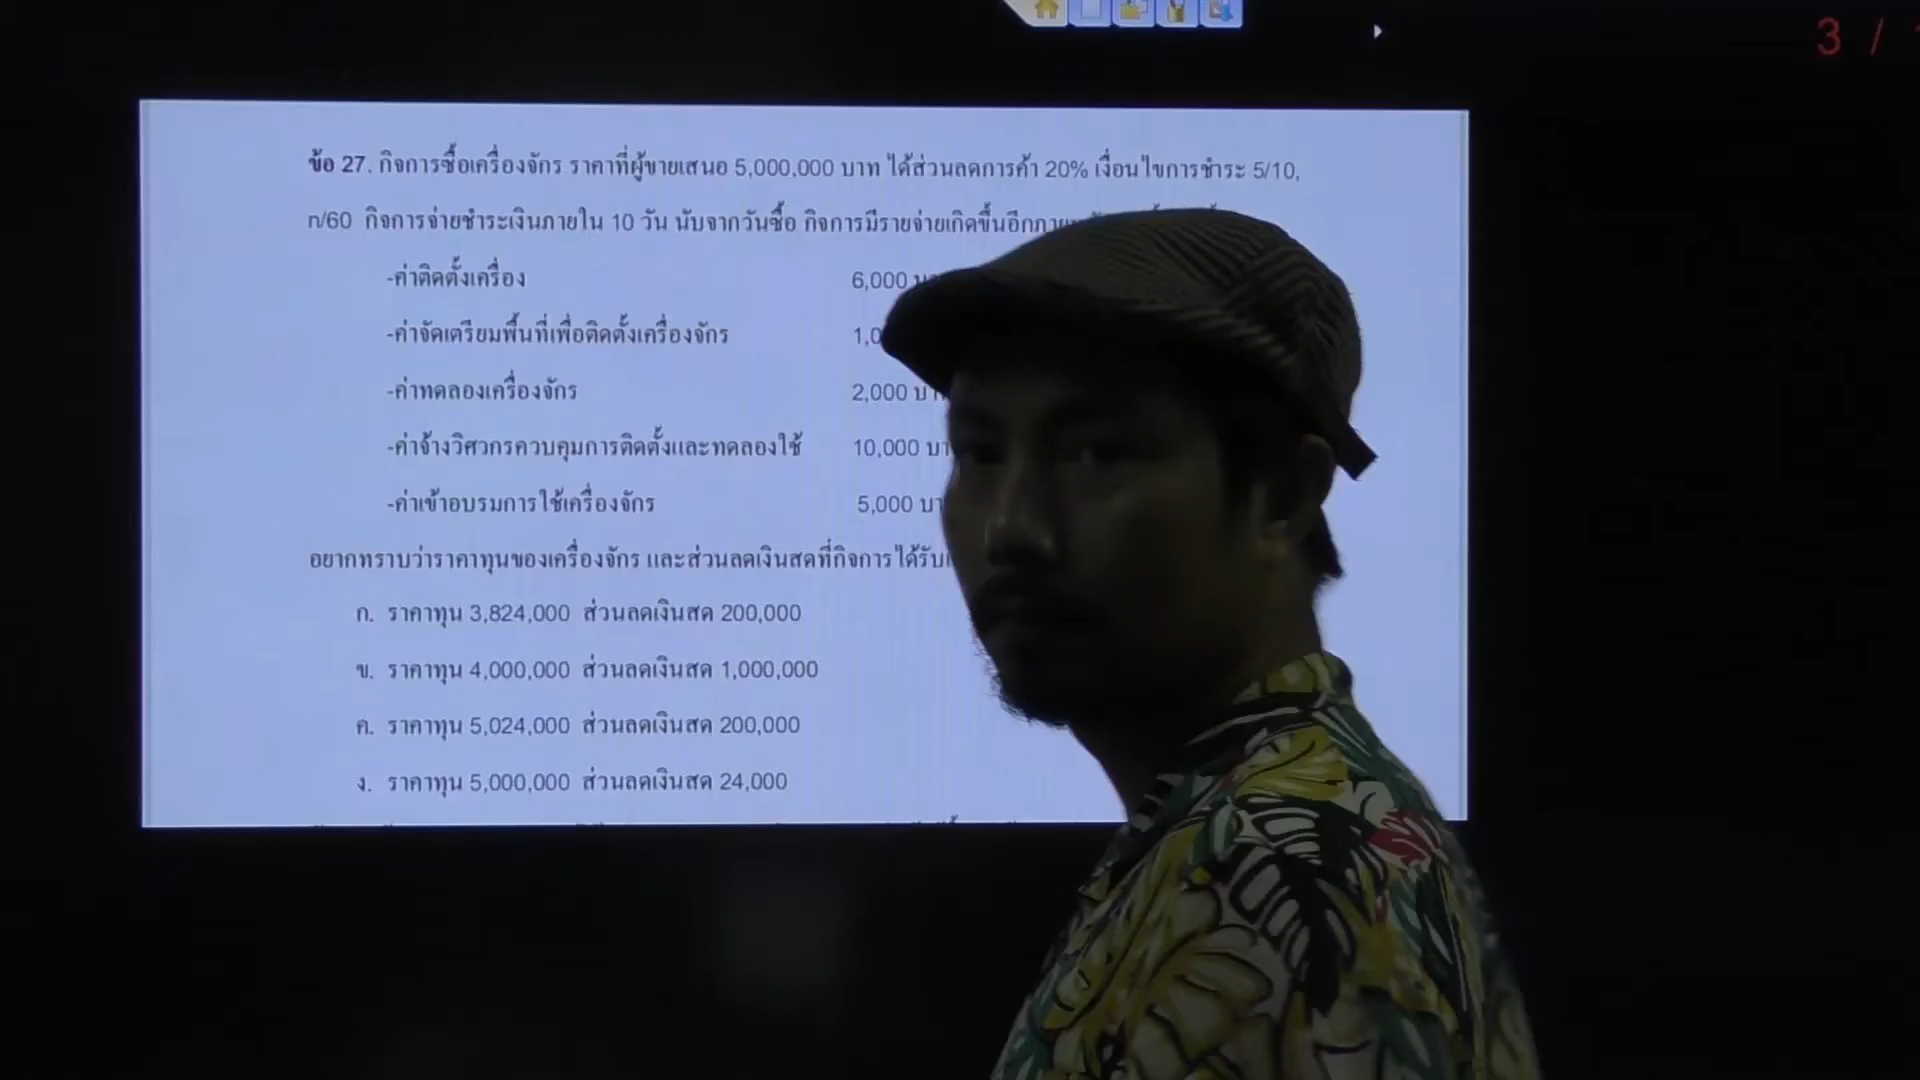 3 /
ข้อ 27. กิจการซื้อเครื่องจักร ราคาที่ผู้ขายเสนอ 5,000,000 บาท ได้ส่วนลดการค้า 20% เงื่อนไขการชำระ 5/10,
n/60 กิจการจ่ายชำระเงินภายใน 10 วัน นับจากวันซื้อ กิจการมีรายจ่ายเกิดขึ้นอีก
-ค่าติดตั้งเครื่อง 6,000
-ค่าจัดเตรียมพื้นที่เพื่อติดตั้งเครื่องจักร
-ค่าทดลองเครื่องจักร 2,000
-ค่าจ้างวิศวกรควบคุมการติดตั้งและทดลองใช้ 10,000
-ค่าเข้าอบรมการใช้เครื่องจักร 5,000
อยากทราบว่าราคาทุนของเครื่องจักร และส่วนลดเงินสดที่กิจการได้รับ
ก. ราคาทุน 3,824,000 ส่วนลดเงินสด 200,000
ข. ราคาทุน 4,000,000 ส่วนลดเงินสด 1,000,000
ค. ราคาทุน 5,024,000 ส่วนลดเงินสด 200,000
ง. ราคาทุน 5,000,000 ส่วนลดเงินสด 24,000